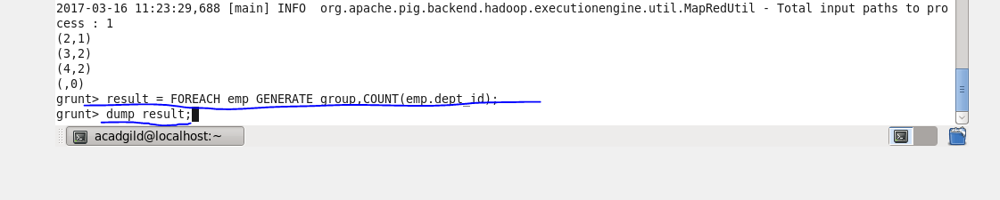 2017-03-16 11:23:29,688 [main] INFO  org.apache.pig.backend.hadoop.executionengine.util.MapRedUtil - Total input paths to pro
cess : 1
(2,1)
(3,2)
(4,2)
(,0)
grunt> result = FOREACH emp GENERATE group,COUNT(emp.dept_id);
grunt> dump result;
acadgild@localhost:~